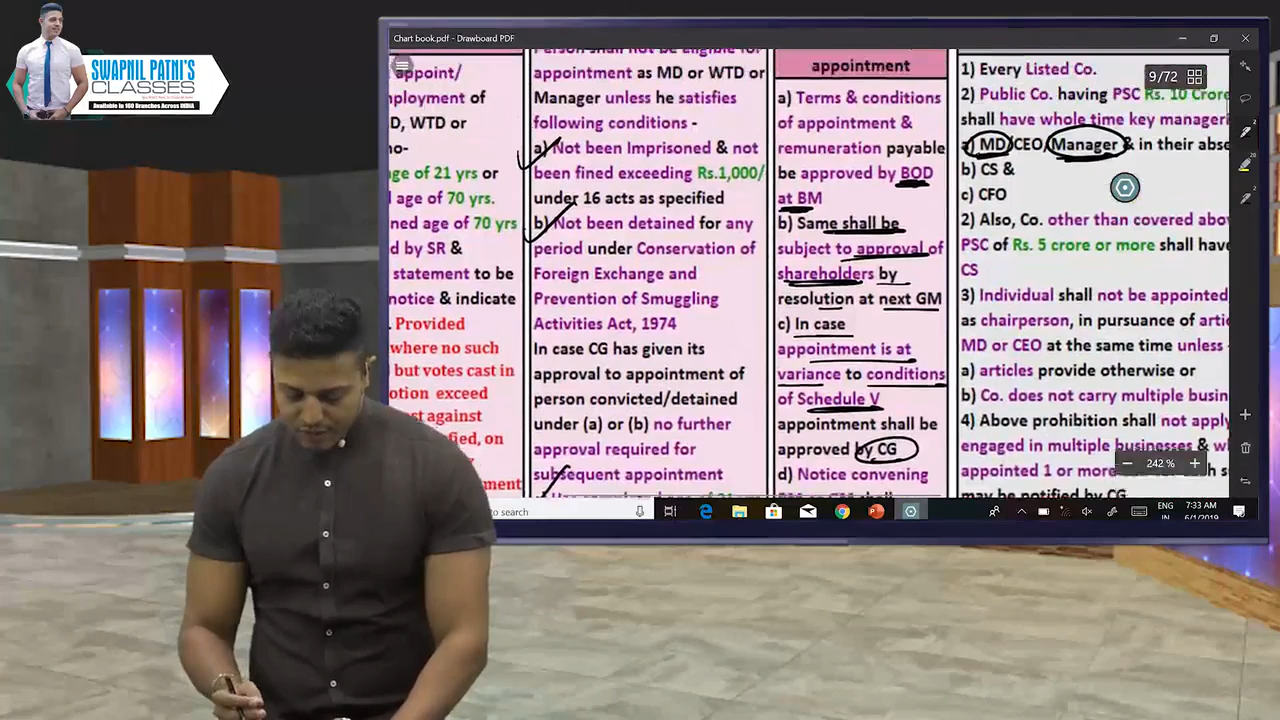 SWAPNIL PATNI'S
CLASSES
Available in 160 Branches Across INDIA
Chart book.pdf - Drawboard PDF
appoint/
ployment of
D, WTD or
no-
ge of 21 yrs or
age of 70 yrs.
ned age of 70 yrs
d by SR &
statement to be
notice & indicate
. Provided
where no such
but votes cast in
otion exceed
st against
fied, on
ment
appointment as MD or WTD or
Manager unless he satisfies
following conditions -
a) Not been Imprisoned & not
been fined exceeding Rs.1,000/
under 16 acts as specified
b) Not been detained for any
period under Conservation of
Foreign Exchange and
Prevention of Smuggling
Activities Act, 1974
In case CG has given its
approval to appointment of
person convicted/detained
under (a) or (b) no further
approval required for
subsequent appointment
appointment
a) Terms & conditions
of appointment &
remuneration payable
be approved by BOD
at BM
b) Same shall be
subject to approval of
shareholders by
resolution at next GM
c) In case
appointment is at
variance to conditions
of Schedule V
appointment shall be
approved by CG
d) Notice convening
1) Every Listed Co.
2) Public Co. having PSC Rs. 10 Crore
shall have whole time key manageri
a) MD/CEO/Manager & in their abse
b) CS &
c) CFO
2) Also, Co. other than covered abov
PSC of Rs. 5 crore or more shall have
CS
3) Individual shall not be appointed
as chairperson, in pursuance of artic
MD or CEO at the same time unless -
a) articles provide otherwise or
b) Co. does not carry multiple busin
4) Above prohibition shall not apply
engaged in multiple businesses & w
appointed 1 or more
may be notified by CG
9/72
242 %
to search
ENG
IN
7:33 AM
6/1/2019